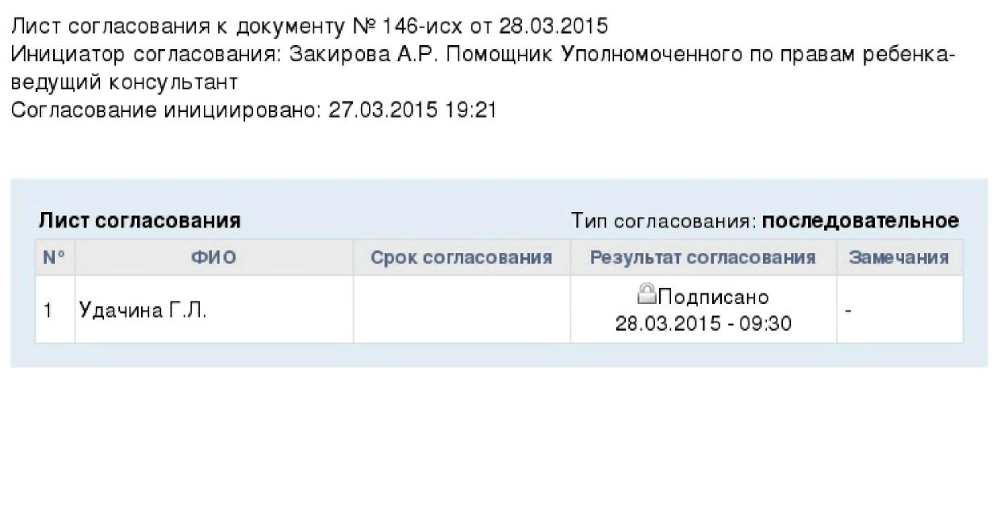 Лист согласования к документу № 146-исх от 28.03.2015
Инициатор согласования: Закирова А.Р. Помощник Уполномоченного по правам ребенка-
ведущий консультант
Согласование инициировано: 27.03.2015 19:21
Лист согласования Тип согласования: последовательное
N° ФИО Срок согласования Результат согласования Замечания
1 Удачина Г.Л. Подписано -
28.03.2015 - 09:30